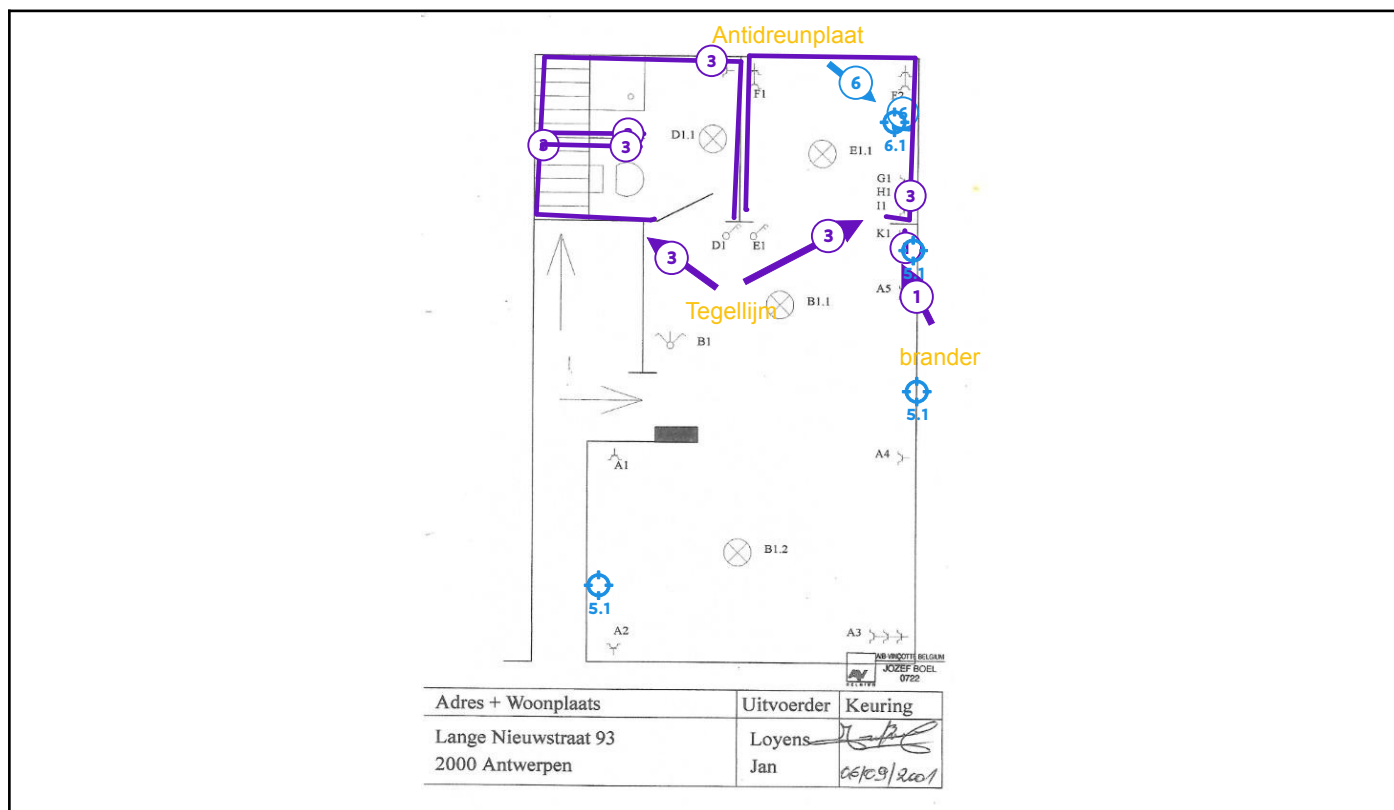 Antidreunplaat
3
6
F1
F2
6
6.1
D1.1
E1.1
3
3
G1
H1
I1
3
D1
E1
3
3
K1
5.1
A5
1
Tegellijm
B1.1
B1
brander
5.1
A1
A4
B1.2
5.1
A2
A3
AIB-VINÇOTTE BELGIUM
JOZEF BOEL
0722
Adres + Woonplaats
Uitvoerder
Keuring
Lange Nieuwstraat 93
2000 Antwerpen
Loyens
Jan
06/09/2001